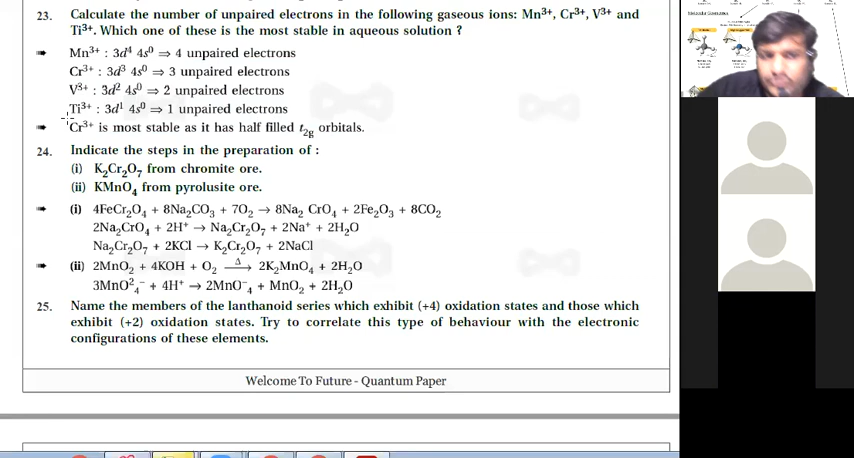 23. Calculate the number of unpaired electrons in the following gaseous ions: Mn³⁺, Cr³⁺, V³⁺ and
Ti³⁺. Which one of these is the most stable in aqueous solution ?
Mn³⁺ : 3d⁴ 4s⁰ ⇒ 4 unpaired electrons
Cr³⁺ : 3d³ 4s⁰ ⇒ 3 unpaired electrons
V³⁺ : 3d² 4s⁰ ⇒ 2 unpaired electrons
Ti³⁺ : 3d¹ 4s⁰ ⇒ 1 unpaired electrons
Cr³⁺ is most stable as it has half filled t₂g orbitals.
24. Indicate the steps in the preparation of :
(i) K₂Cr₂O₇ from chromite ore.
(ii) KMnO₄ from pyrolusite ore.
(i) 4FeCr₂O₄ + 8Na₂CO₃ + 7O₂ → 8Na₂ CrO₄ + 2Fe₂O₃ + 8CO₂
2Na₂CrO₄ + 2H⁺ → Na₂Cr₂O₇ + 2Na⁺ + 2H₂O
Na₂Cr₂O₇ + 2KCl → K₂Cr₂O₇ + 2NaCl
(ii) 2MnO₂ + 4KOH + O₂ —Δ→ 2K₂MnO₄ + 2H₂O
3MnO²₄⁻ + 4H⁺ → 2MnO⁻₄ + MnO₂ + 2H₂O
25. Name the members of the lanthanoid series which exhibit (+4) oxidation states and those which
exhibit (+2) oxidation states. Try to correlate this type of behaviour with the electronic
configurations of these elements.
Welcome To Future - Quantum Paper